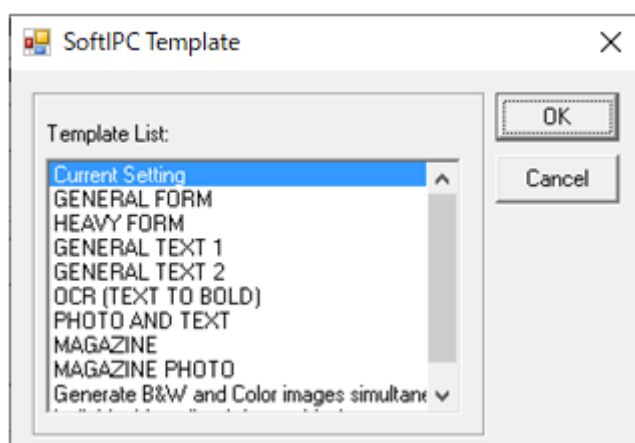 SoftIPC Template
Template List:
OK
Cancel
Current Setting
GENERAL FORM
HEAVY FORM
GENERAL TEXT 1
GENERAL TEXT 2
OCR (TEXT TO BOLD)
PHOTO AND TEXT
MAGAZINE
MAGAZINE PHOTO
Generate B&W and Color images simultane